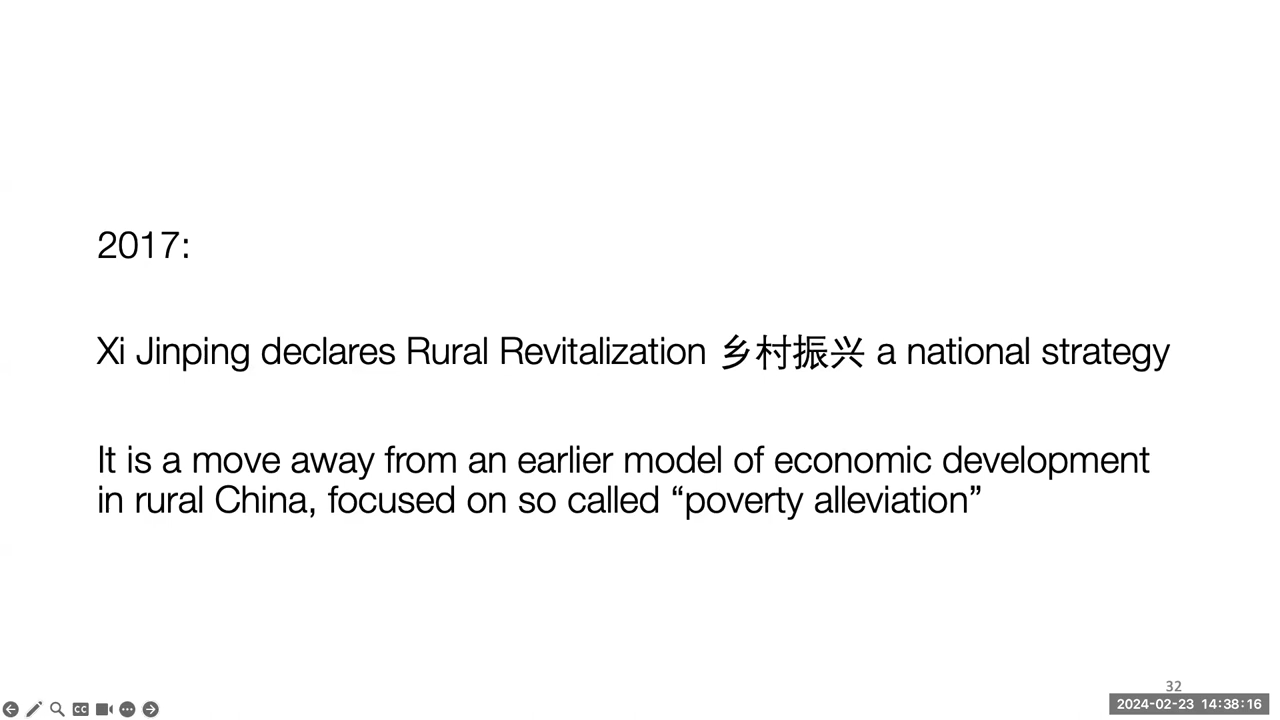 2017:
Xi Jinping declares Rural Revitalization 乡村振兴 a national strategy
It is a move away from an earlier model of economic development
in rural China, focused on so called “poverty alleviation”
32
CC
2024-02-23 14:38:16